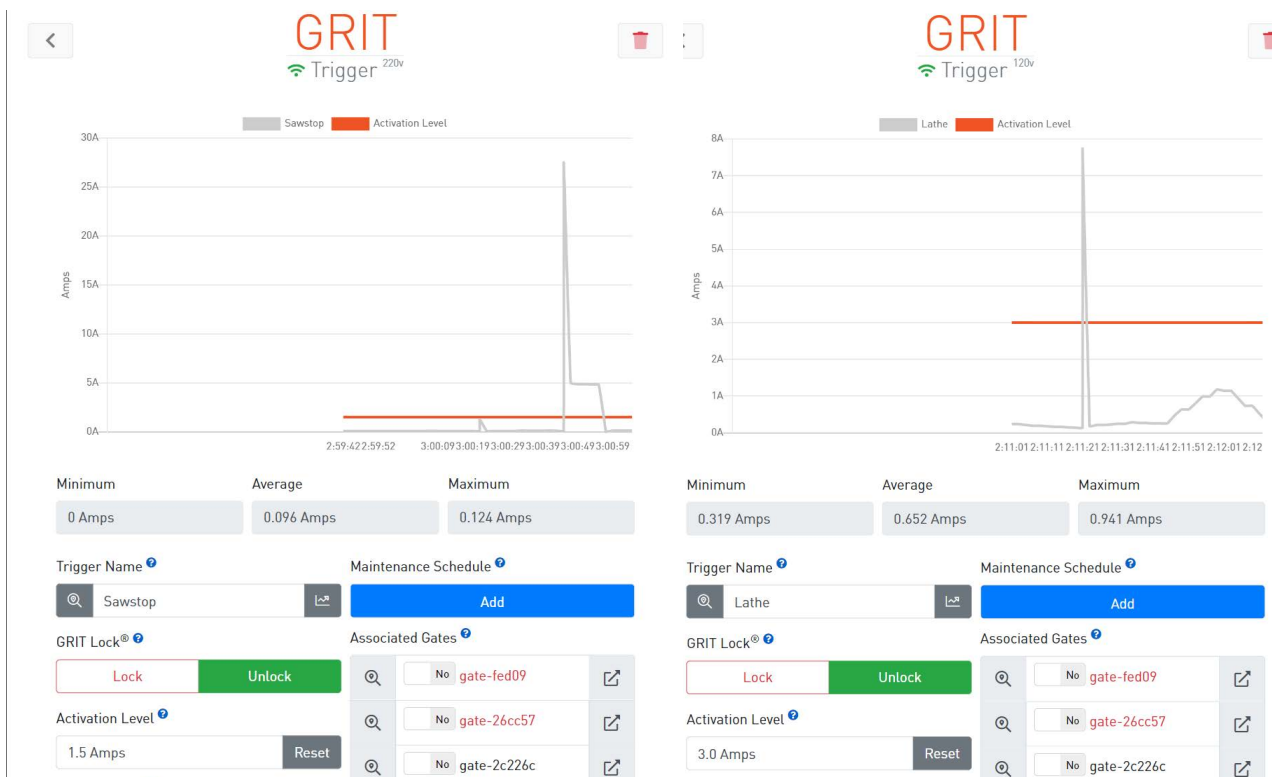 GRIT
Trigger 220v
Sawstop Activation Level
30A
25A
20A
15A
10A
5A
0A
Amps
2:59:42 2:59:52 3:00:09 3:00:19 3:00:29 3:00:39 3:00:49 3:00:59
Minimum Average Maximum
0 Amps 0.096 Amps 0.124 Amps
Trigger Name Maintenance Schedule
Sawstop Add
GRIT Lock® Associated Gates
Lock Unlock No gate-fed09
Activation Level No gate-26cc57
1.5 Amps Reset No gate-2c226c
GRIT
Trigger 120v
Lathe Activation Level
8A
7A
6A
5A
4A
3A
2A
1A
0A
Amps
2:11:01 2:11:11 2:11:21 2:11:31 2:11:41 2:11:51 2:12:01 2:12
Minimum Average Maximum
0.319 Amps 0.652 Amps 0.941 Amps
Trigger Name Maintenance Schedule
Lathe Add
GRIT Lock® Associated Gates
Lock Unlock No gate-fed09
Activation Level No gate-26cc57
3.0 Amps Reset No gate-2c226c